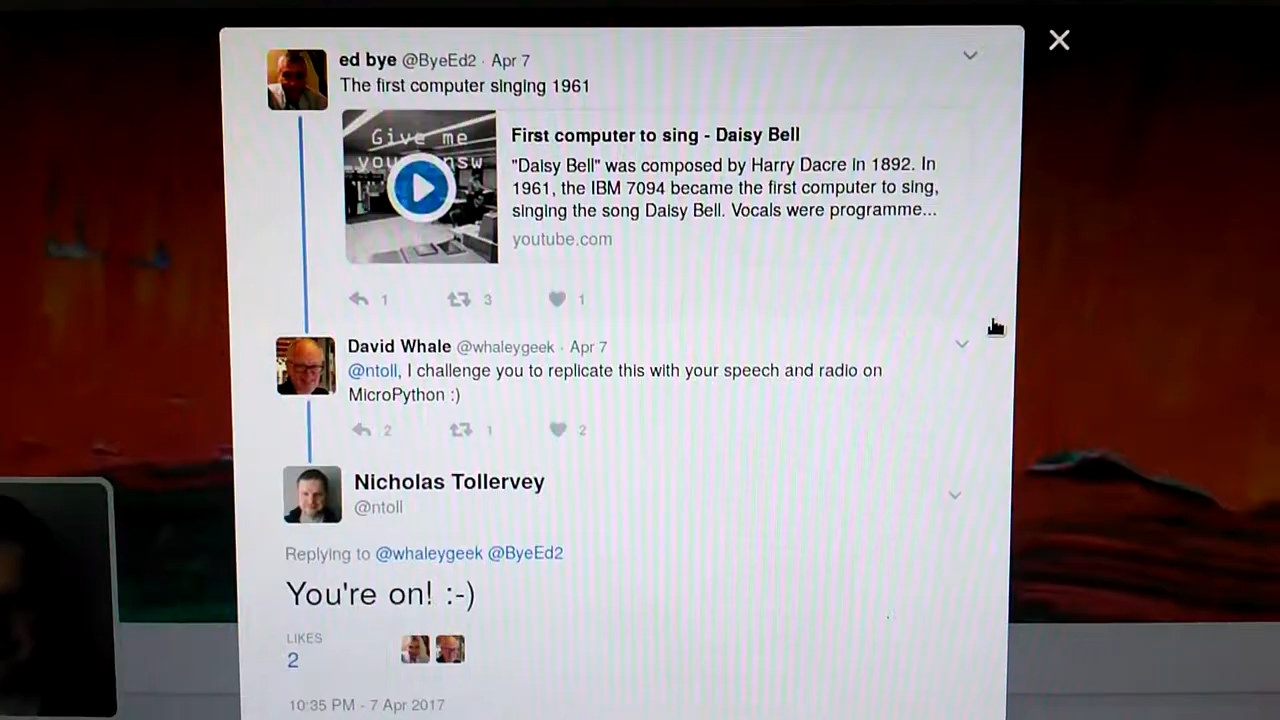 ed bye @ByeEd2 · Apr 7
The first computer singing 1961
Give me
First computer to sing - Daisy Bell
"Daisy Bell" was composed by Harry Dacre in 1892. In
1961, the IBM 7094 became the first computer to sing,
singing the song Daisy Bell. Vocals were programme...
youtube.com
1 3 1
David Whale @whaleygeek · Apr 7
@ntoll, I challenge you to replicate this with your speech and radio on
MicroPython :)
2 1 2
Nicholas Tollervey
@ntoll
Replying to @whaleygeek @ByeEd2
You're on! :-)
LIKES
2
10:35 PM - 7 Apr 2017